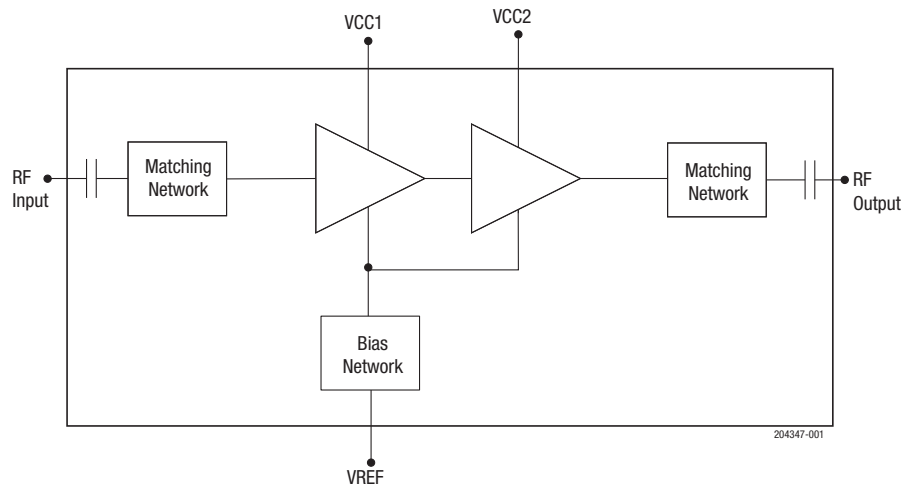 VCC1
VCC2
RF
Input
Matching
Network
Matching
Network
RF
Output
Bias
Network
204347-001
VREF